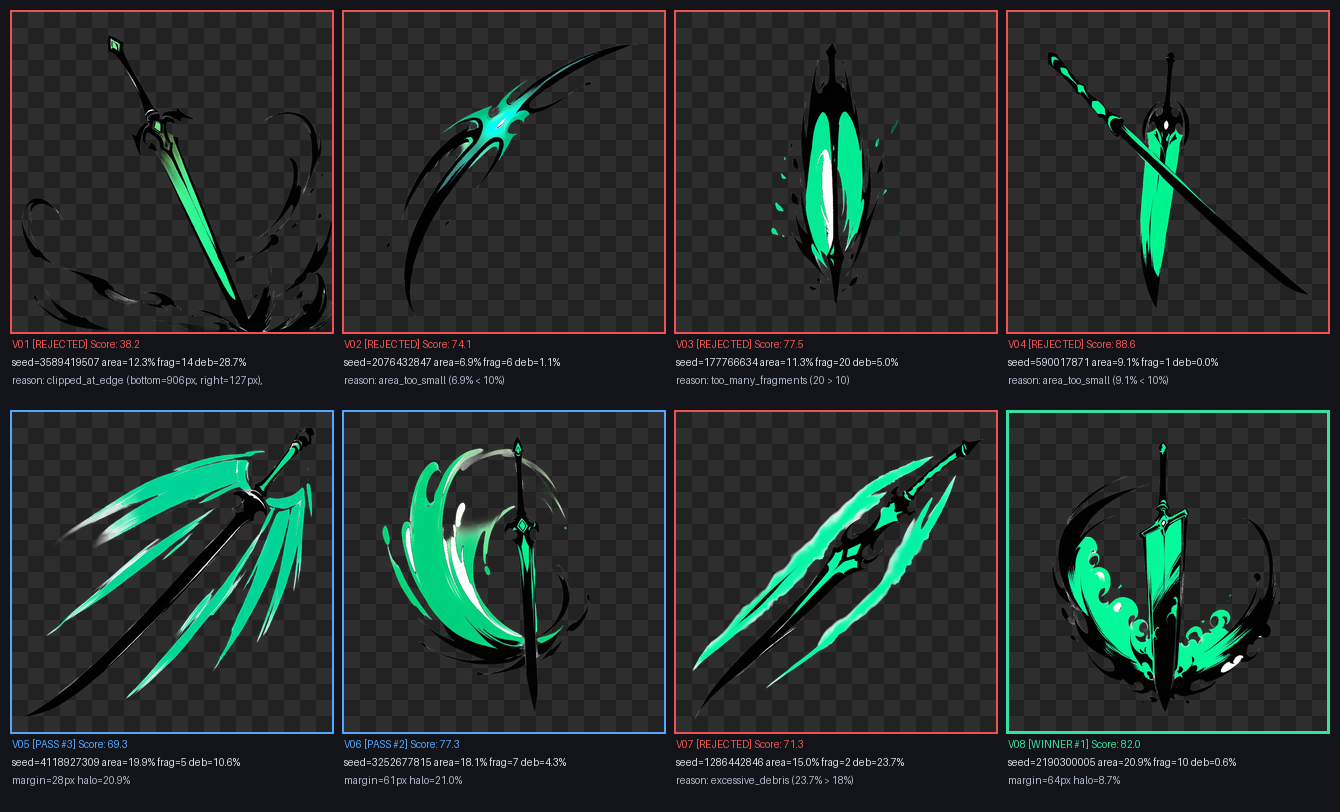 V01 [REJECTED] Score: 38.2
seed=3589419507 area=12.3% frag=14 deb=28.7%
reason: clipped_at_edge (bottom=906px, right=127px),
V02 [REJECTED] Score: 74.1
seed=2076432847 area=6.9% frag=6 deb=1.1%
reason: area_too_small (6.9% < 10%)
V03 [REJECTED] Score: 77.5
seed=177766634 area=11.3% frag=20 deb=5.0%
reason: too_many_fragments (20 > 10)
V04 [REJECTED] Score: 88.6
seed=590017871 area=9.1% frag=1 deb=0.0%
reason: area_too_small (9.1% < 10%)
V05 [PASS #3] Score: 69.3
seed=4118927309 area=19.9% frag=5 deb=10.6%
margin=28px halo=20.9%
V06 [PASS #2] Score: 77.3
seed=3252677815 area=18.1% frag=7 deb=4.3%
margin=61px halo=21.0%
V07 [REJECTED] Score: 71.3
seed=1286442846 area=15.0% frag=2 deb=23.7%
reason: excessive_debris (23.7% > 18%)
V08 [WINNER #1] Score: 82.0
seed=2190300005 area=20.9% frag=10 deb=0.6%
margin=64px halo=8.7%